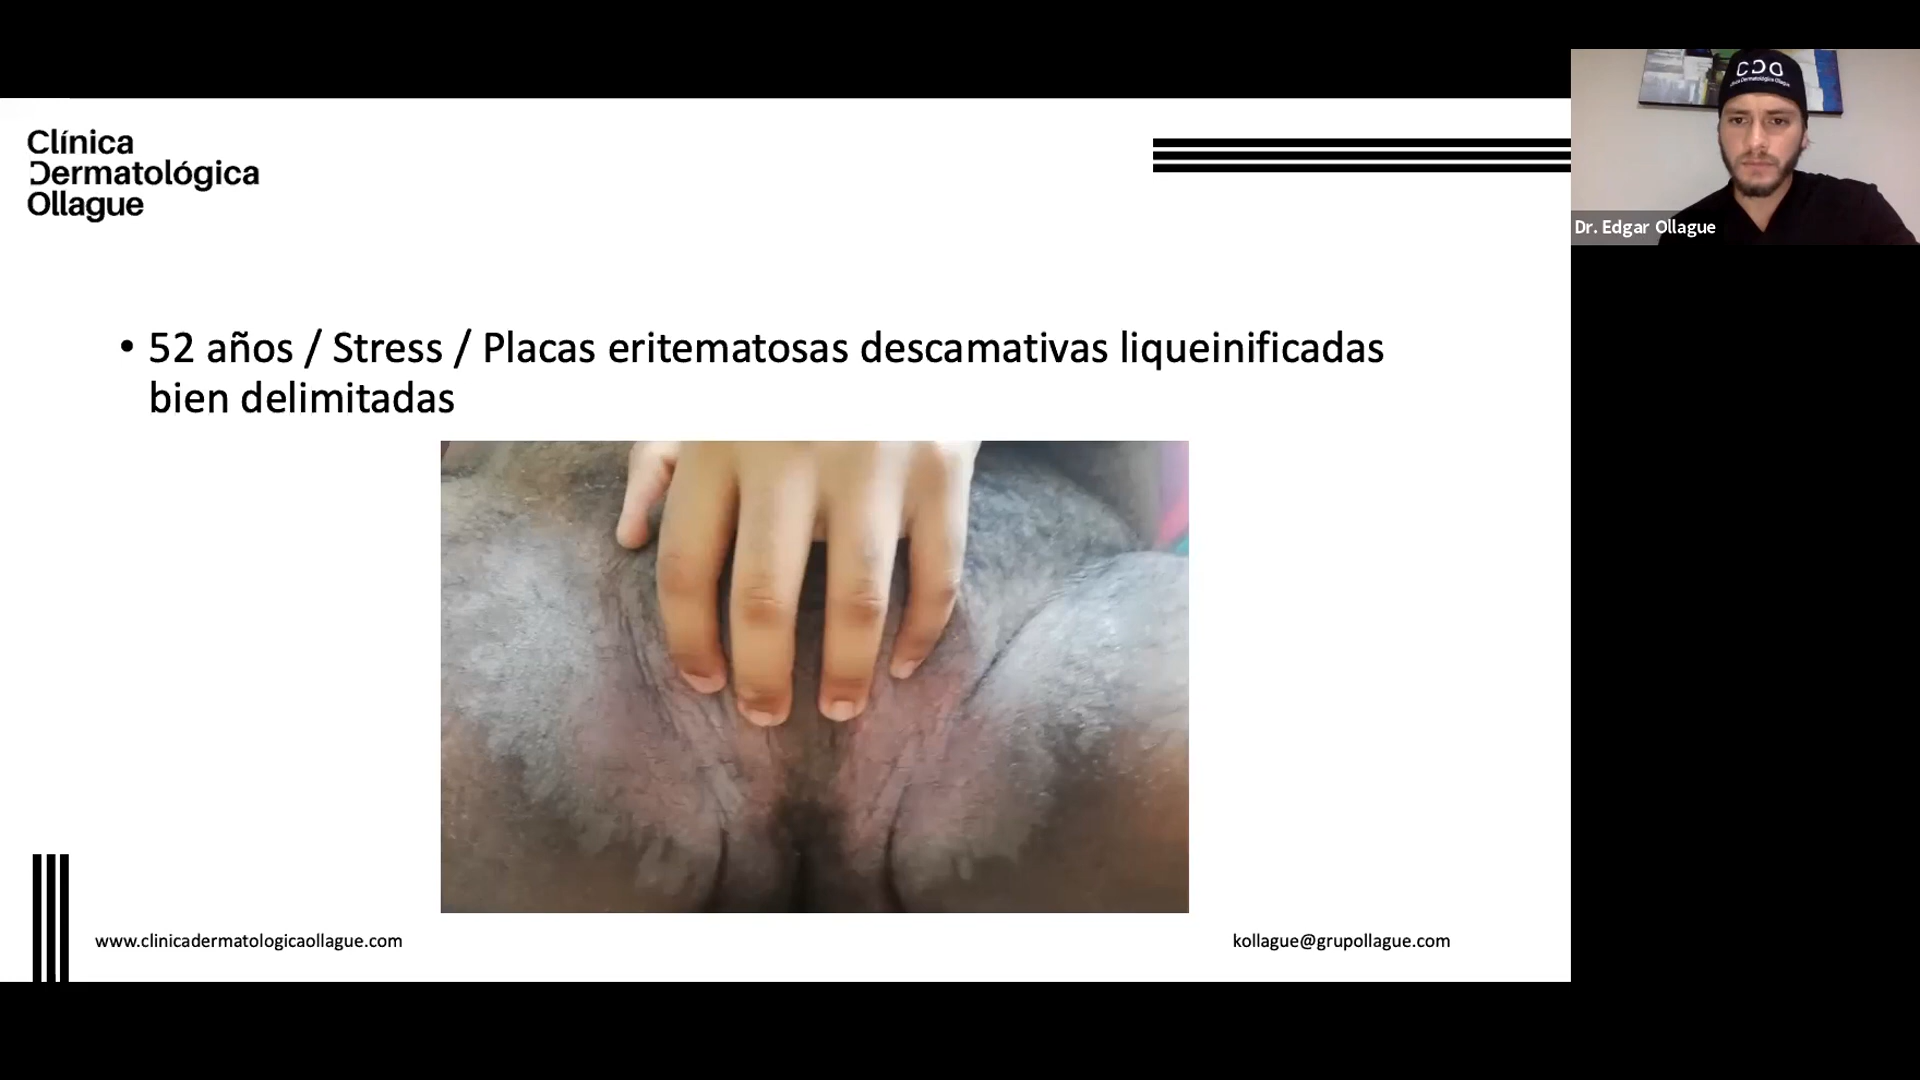 Clínica
Dermatológica
Ollague
Dr. Edgar Ollague
• 52 años / Stress / Placas eritematosas descamativas liqueinificadas
bien delimitadas
www.clinicadermatologicaollague.com
kollague@grupollague.com